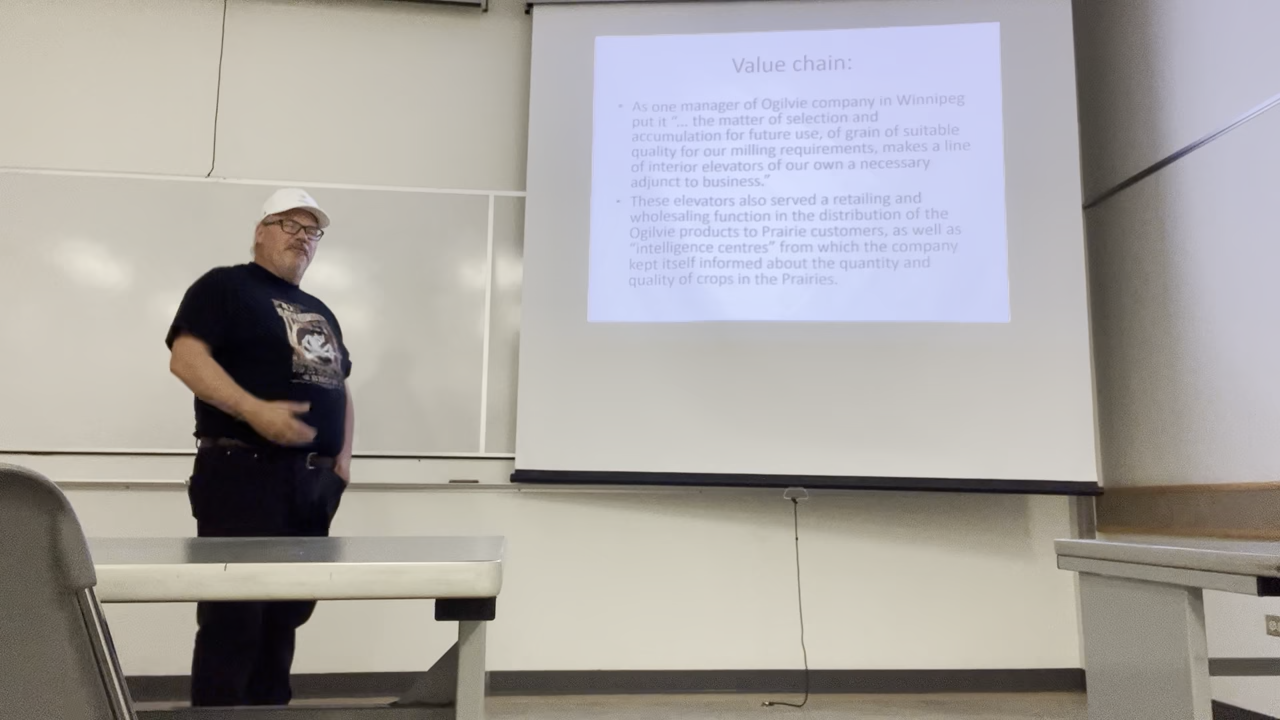 Value chain:
• As one manager of Ogilvie company in Winnipeg
put it "... the matter of selection and
accumulation for future use, of grain of suitable
quality for our milling requirements, makes a line
of interior elevators of our own a necessary
adjunct to business."
• These elevators also served a retailing and
wholesaling function in the distribution of the
Ogilvie products to Prairie customers, as well as
"intelligence centres" from which the company
kept itself informed about the quantity and
quality of crops in the Prairies.